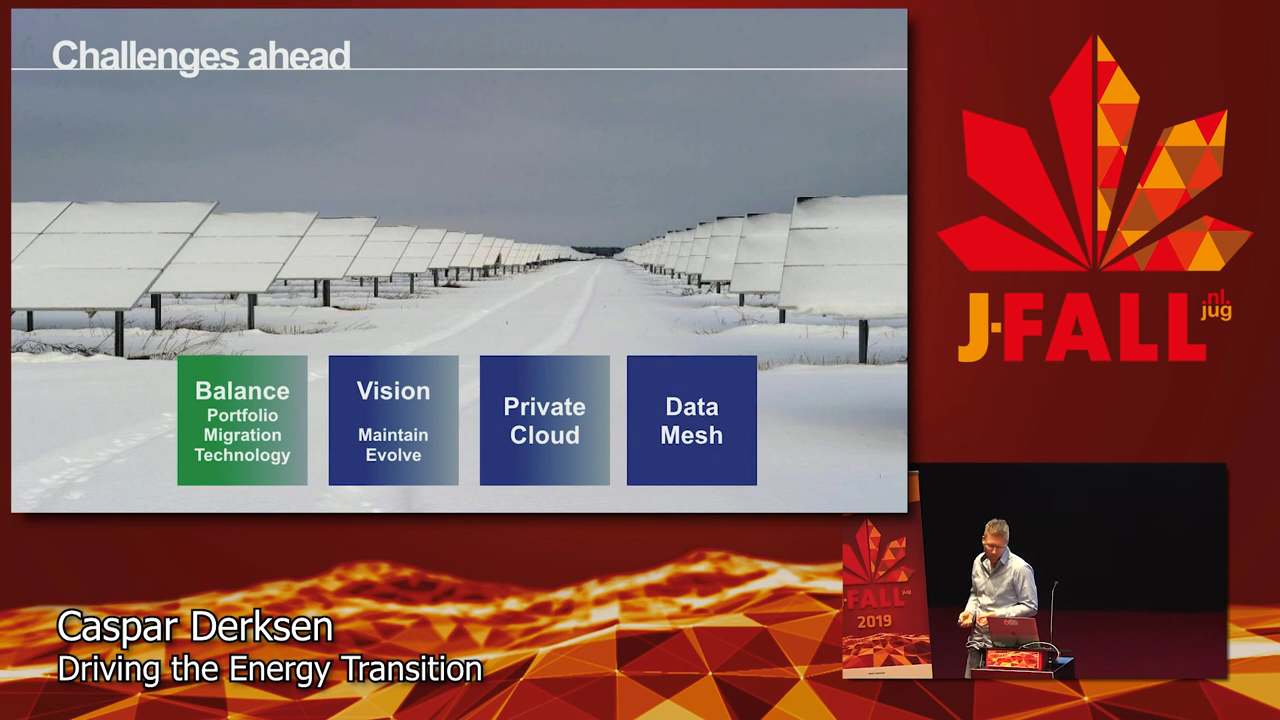 Challenges ahead
Balance
Portfolio
Migration
Technology
Vision
Maintain
Evolve
Private
Cloud
Data
Mesh
J-FALL
.nl.
jug
FALL
jug
2019
Caspar Derksen
Driving the Energy Transition